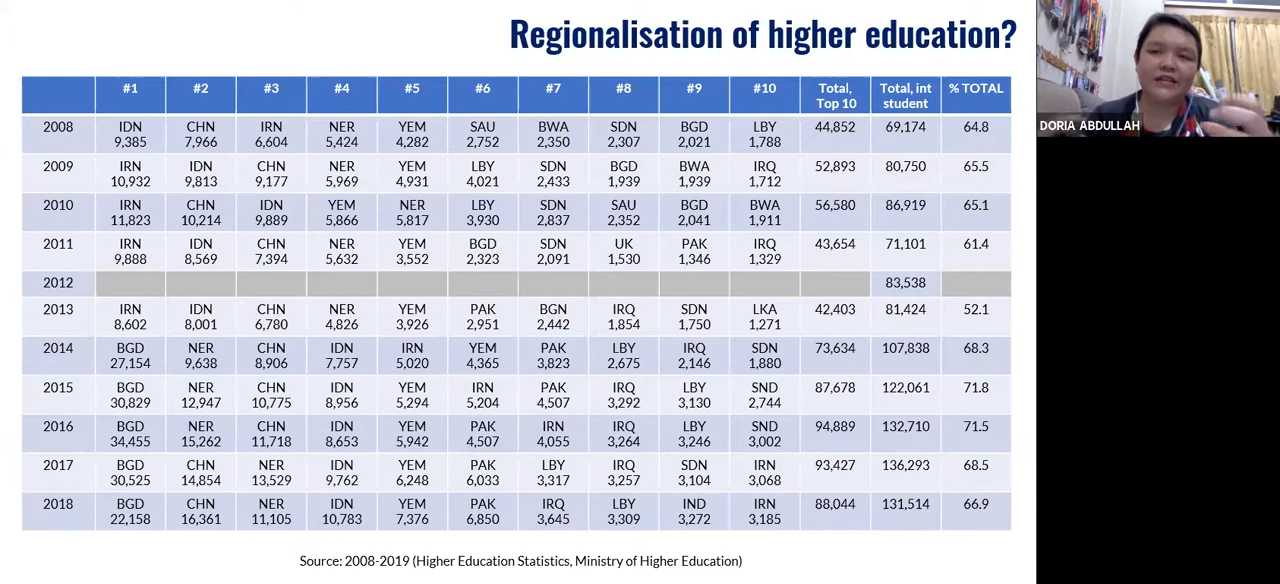 Regionalisation of higher education?
DORIA ABDULLAH
#1 #2 #3 #4 #5 #6 #7 #8 #9 #10 Total, Top 10 Total, int student % TOTAL
2008 IDN 9,385 CHN 7,966 IRN 6,604 NER 5,424 YEM 4,282 SAU 2,752 BWA 2,350 SDN 2,307 BGD 2,021 LBY 1,788 44,852 69,174 64.8
2009 IRN 10,932 IDN 9,813 CHN 9,177 NER 5,969 YEM 4,931 LBY 4,021 SDN 2,433 BGD 1,939 BWA 1,939 IRQ 1,712 52,893 80,750 65.5
2010 IRN 11,823 CHN 10,214 IDN 9,889 YEM 5,866 NER 5,817 LBY 3,930 SDN 2,837 SAU 2,352 BGD 2,041 BWA 1,911 56,580 86,919 65.1
2011 IRN 9,888 IDN 8,569 CHN 7,394 NER 5,632 YEM 3,552 BGD 2,323 SDN 2,091 UK 1,530 PAK 1,346 IRQ 1,329 43,654 71,101 61.4
2012 83,538
2013 IRN 8,602 IDN 8,001 CHN 6,780 NER 4,826 YEM 3,926 PAK 2,951 BGN 2,442 IRQ 1,854 SDN 1,750 LKA 1,271 42,403 81,424 52.1
2014 BGD 27,154 NER 9,638 CHN 8,906 IDN 7,757 IRN 5,020 YEM 4,365 PAK 3,823 LBY 2,675 IRQ 2,146 SDN 1,880 73,634 107,838 68.3
2015 BGD 30,829 NER 12,947 CHN 10,775 IDN 8,956 YEM 5,294 IRN 5,204 PAK 4,507 IRQ 3,292 LBY 3,130 SND 2,744 87,678 122,061 71.8
2016 BGD 34,455 NER 15,262 CHN 11,718 IDN 8,653 YEM 5,942 PAK 4,507 IRN 4,055 IRQ 3,264 LBY 3,246 SND 3,002 94,889 132,710 71.5
2017 BGD 30,525 CHN 14,854 NER 13,529 IDN 9,762 YEM 6,248 PAK 6,033 LBY 3,317 IRQ 3,257 SDN 3,104 IRN 3,068 93,427 136,293 68.5
2018 BGD 22,158 CHN 16,361 NER 11,105 IDN 10,783 YEM 7,376 PAK 6,850 IRQ 3,645 LBY 3,309 IND 3,272 IRN 3,185 88,044 131,514 66.9
Source: 2008-2019 (Higher Education Statistics, Ministry of Higher Education)